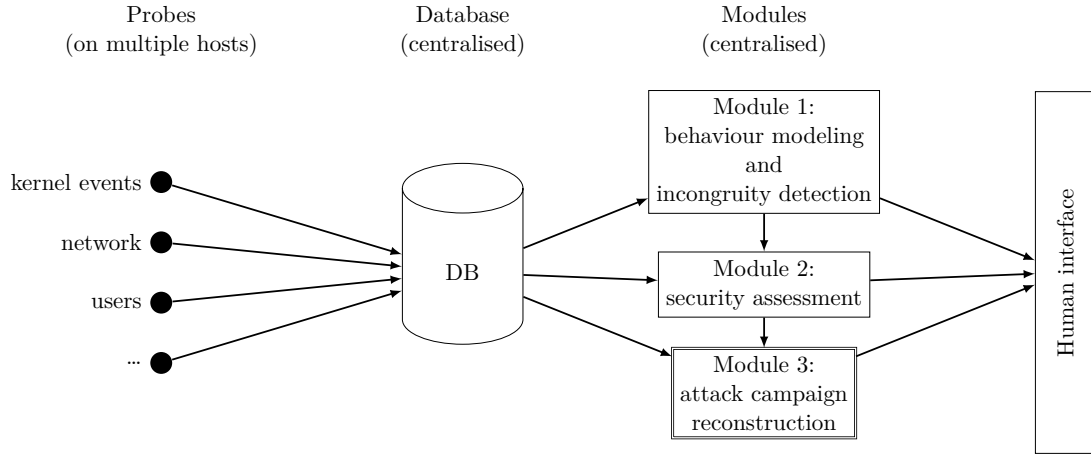 Probes
(on multiple hosts)
Database
(centralised)
Modules
(centralised)
kernel events
network
users
...
DB
Module 1:
behaviour modeling
and
incongruity detection
Module 2:
security assessment
Module 3:
attack campaign
reconstruction
Human interface